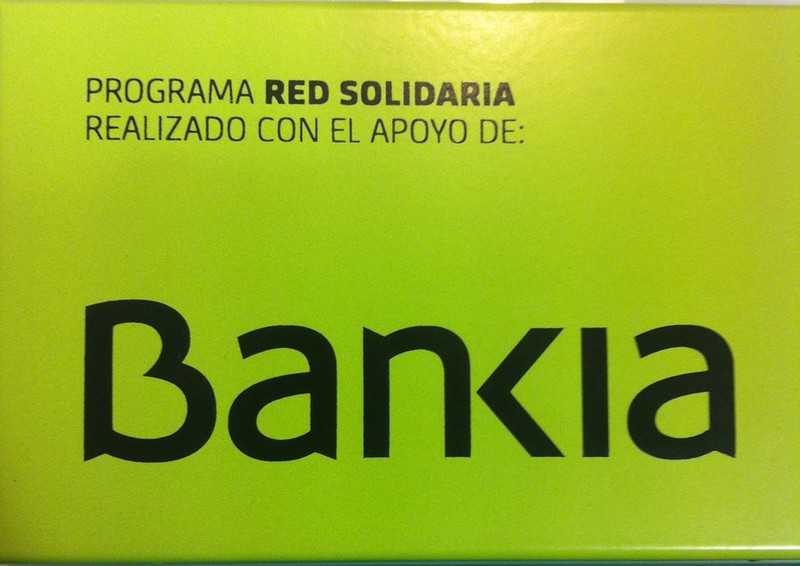 PROGRAMA RED SOLIDARIA
REALIZADO CON EL APOYO DE:
Bankia